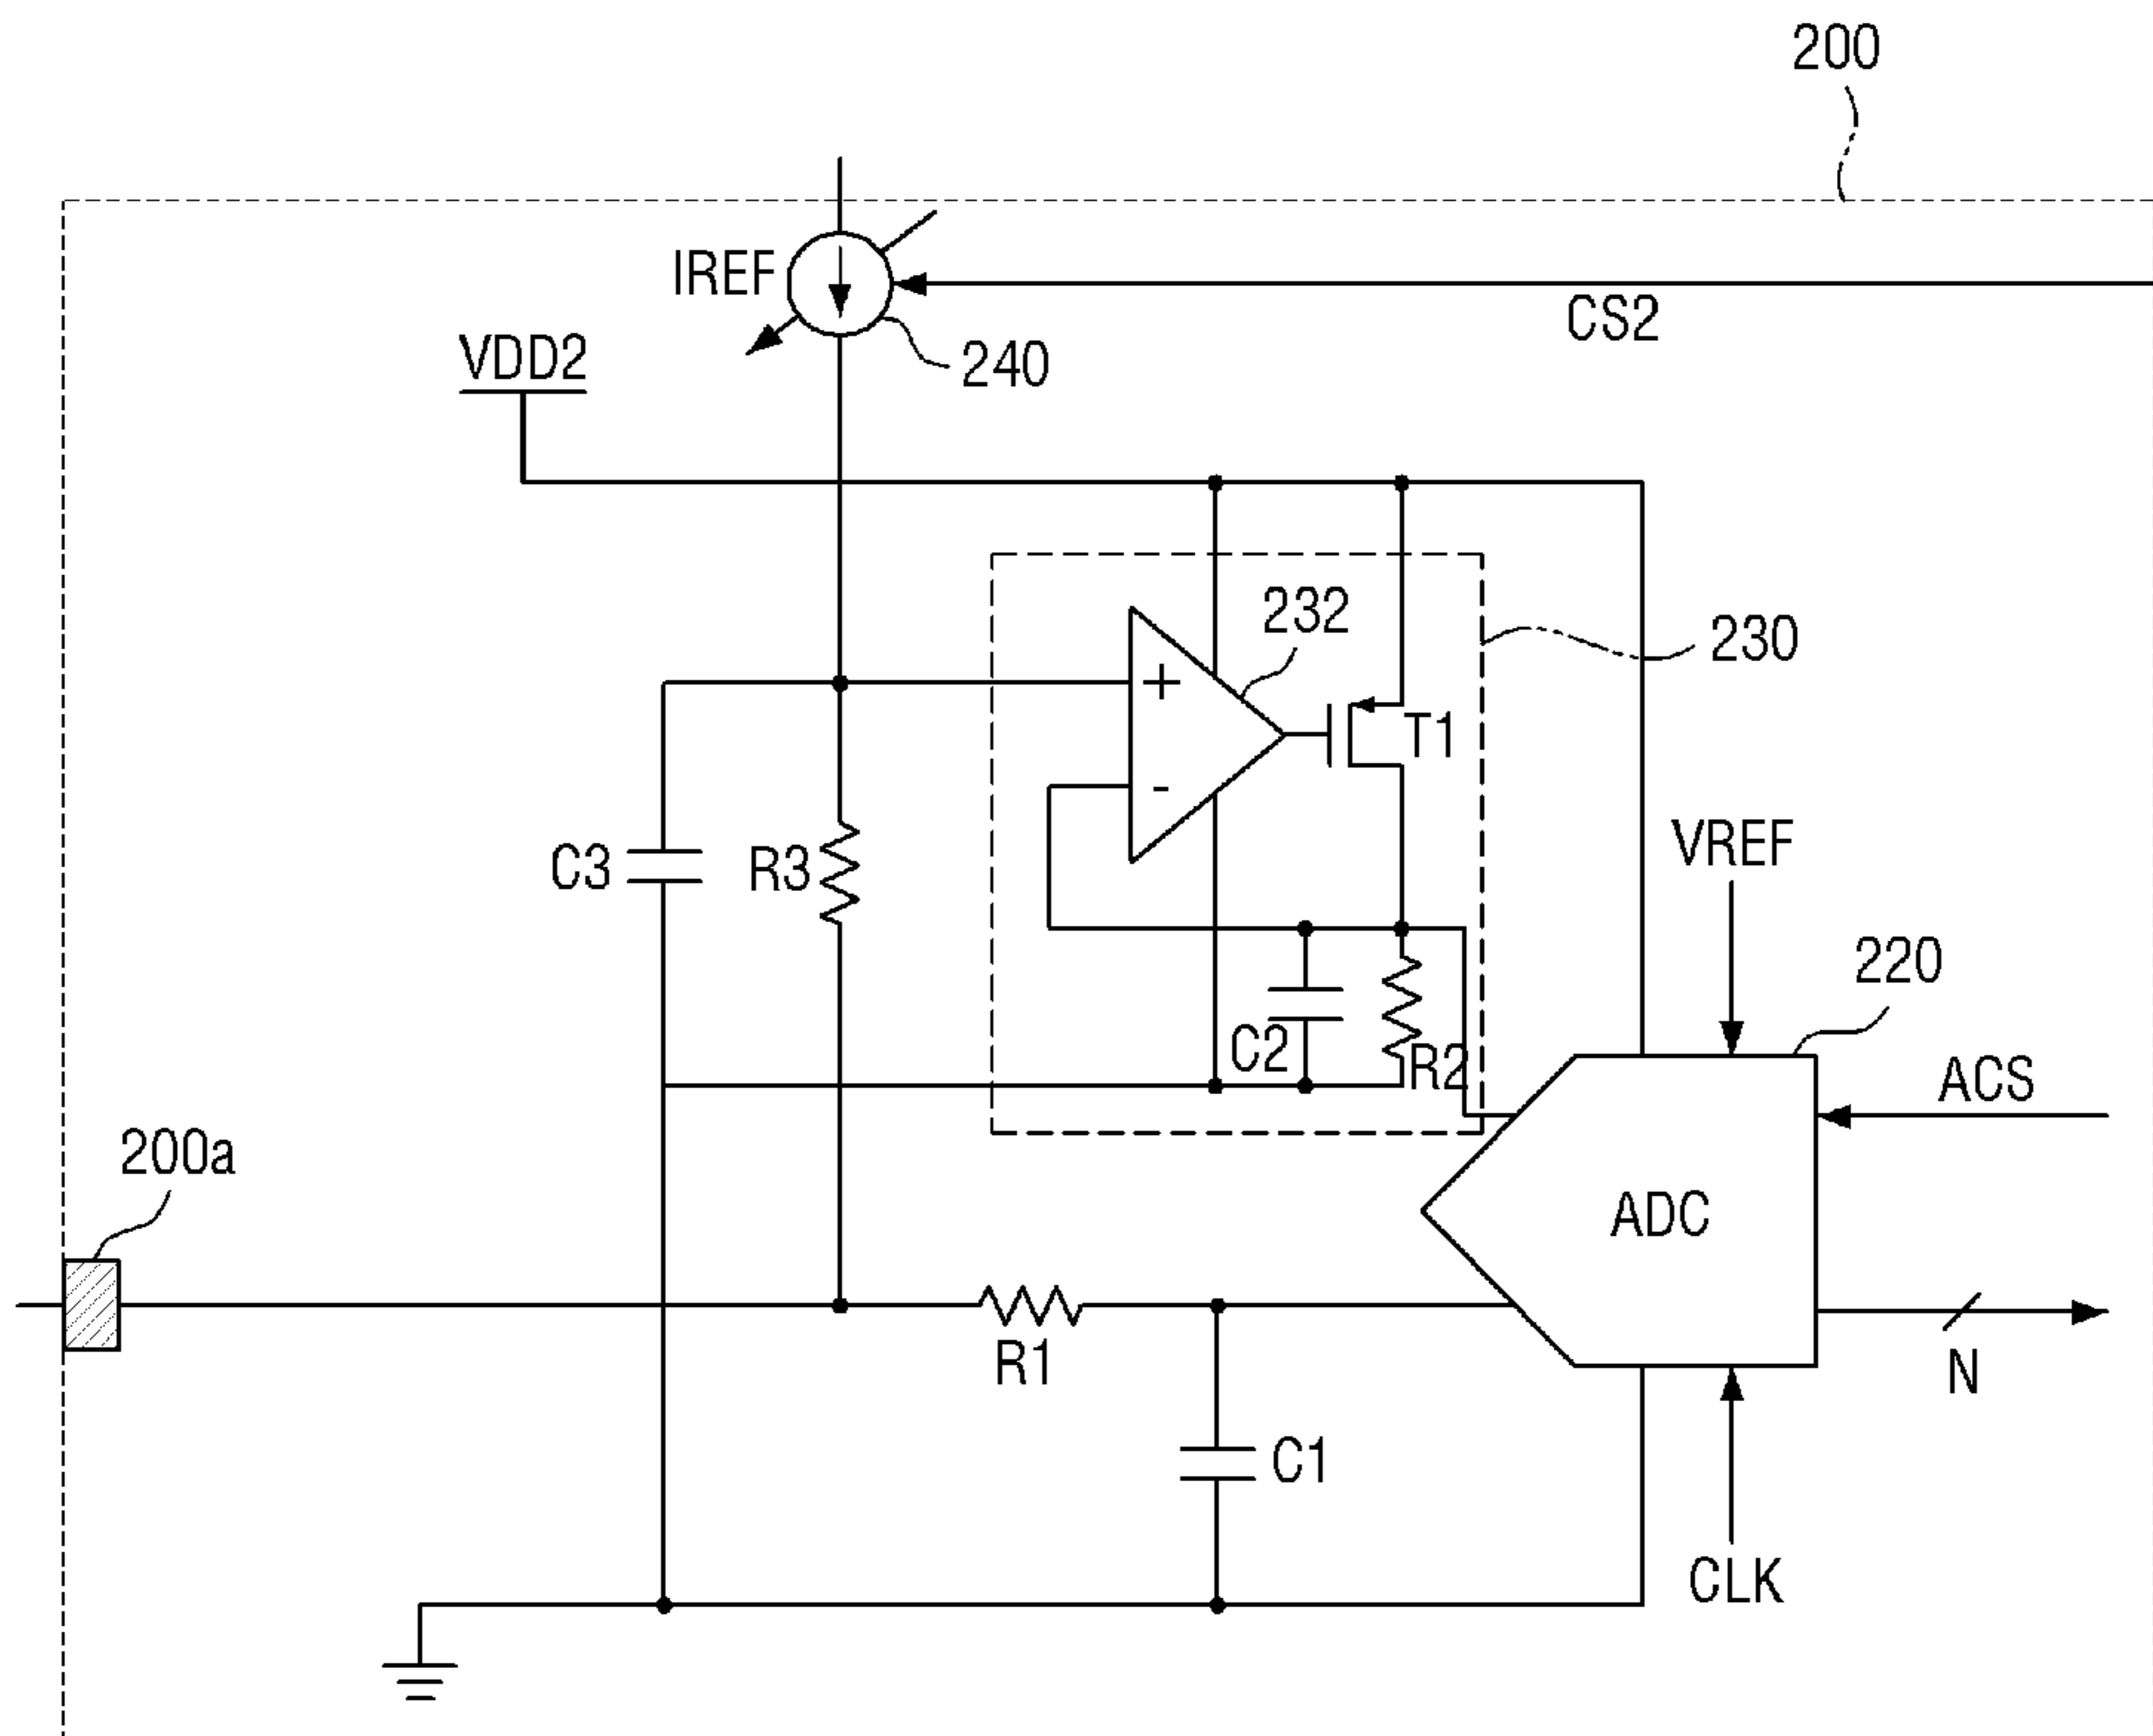 200
IREF
CS2
240
VDD2
232
230
+
T1
-
VREF
C3
R3
220
C2
R2
ACS
200a
ADC
R1
N
C1
CLK